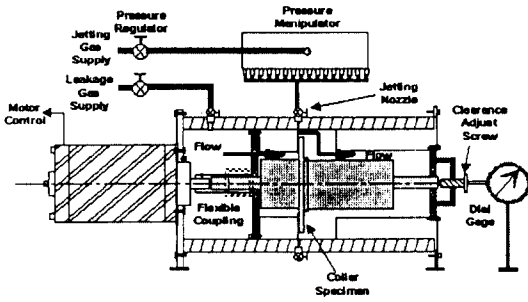 Pressure
Regulator
Pressure
Manipulator
Jetting
Gas
Supply
Leakage
Gas
Supply
Jetting
Nozzle
Motor
Control
Clearance
Adjust
Screw
Flow
Flow
Flexible
Coupling
Dial
Gage
Collar
Specimen